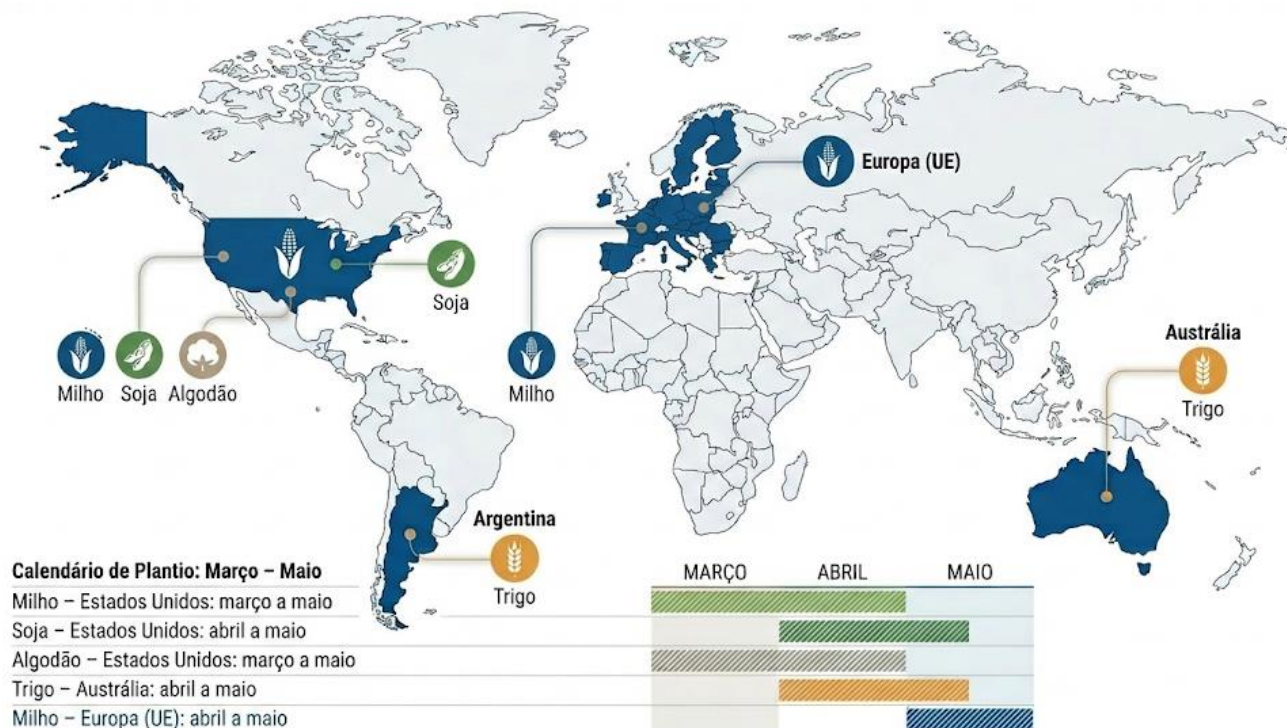 Europa (UE)
Soja
Milho
Soja
Algodão
Milho
Austrália
Trigo
Argentina
Trigo
Calendário de Plantio: Março – Maio
MARÇO
ABRIL
MAIO
Milho – Estados Unidos: março a maio
Soja – Estados Unidos: abril a maio
Algodão – Estados Unidos: março a maio
Trigo – Austrália: abril a maio
Milho – Europa (UE): abril a maio